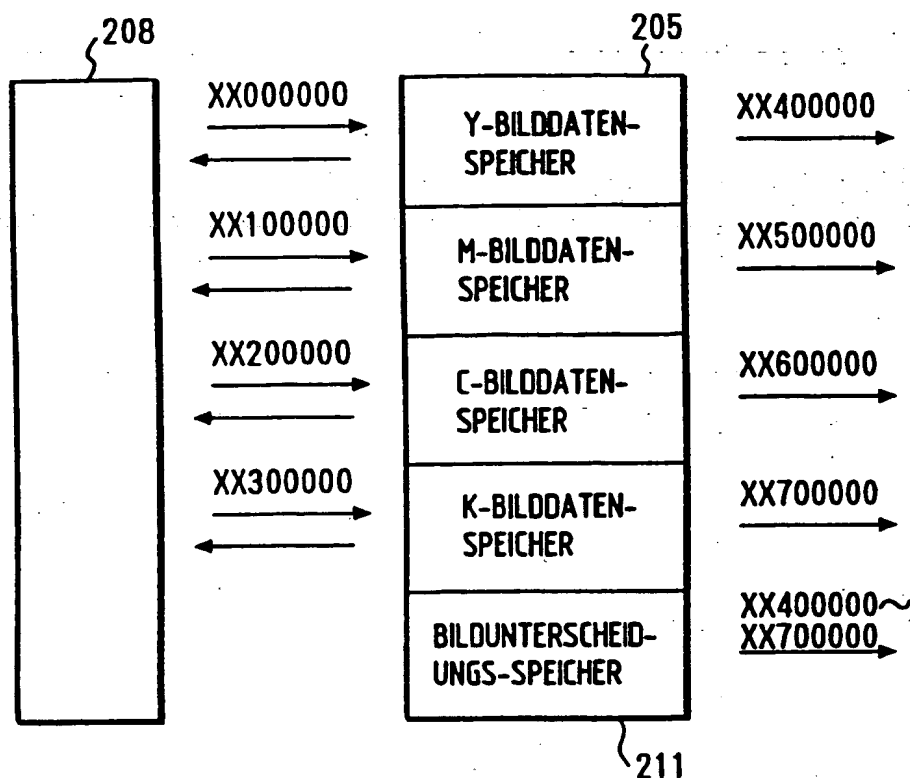 208
205
XX000000
Y-BILDDATEN-
SPEICHER
XX400000
XX100000
M-BILDDATEN-
SPEICHER
XX500000
XX200000
C-BILDDATEN-
SPEICHER
XX600000
XX300000
K-BILDDATEN-
SPEICHER
XX700000
BILDUNTERSCHEID-
UNGS-SPEICHER
XX400000~
XX700000
211